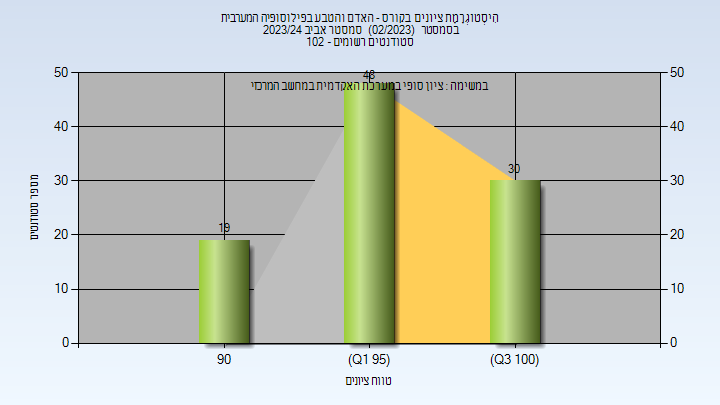 היסטוגרמת ציונים בקורס - האדם והטבע בפילוסופיה המערבית
בסמסטר (02/2023) סמסטר אביב 2023/24
סטודנטים רשומים - 102
במשימה : ציון סופי במערכת האקדמית במחשב המרכזי
50
40
30
20
10
0
50
40
30
20
10
0
מספר סטודנטים
19
48
30
90
(Q1 95)
(Q3 100)
טווח ציונים